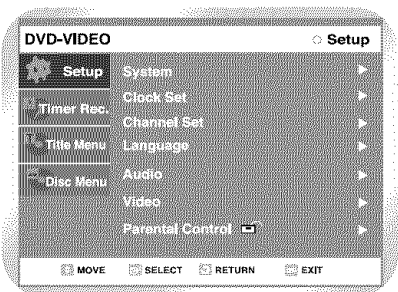 DVD-VIDEO Setup
Setup System
Clock Set
Timer Rec.
Channel Set
Title Menu Language
Disc Menu Audio
Video
Parental Control
MOVE SELECT RETURN EXIT